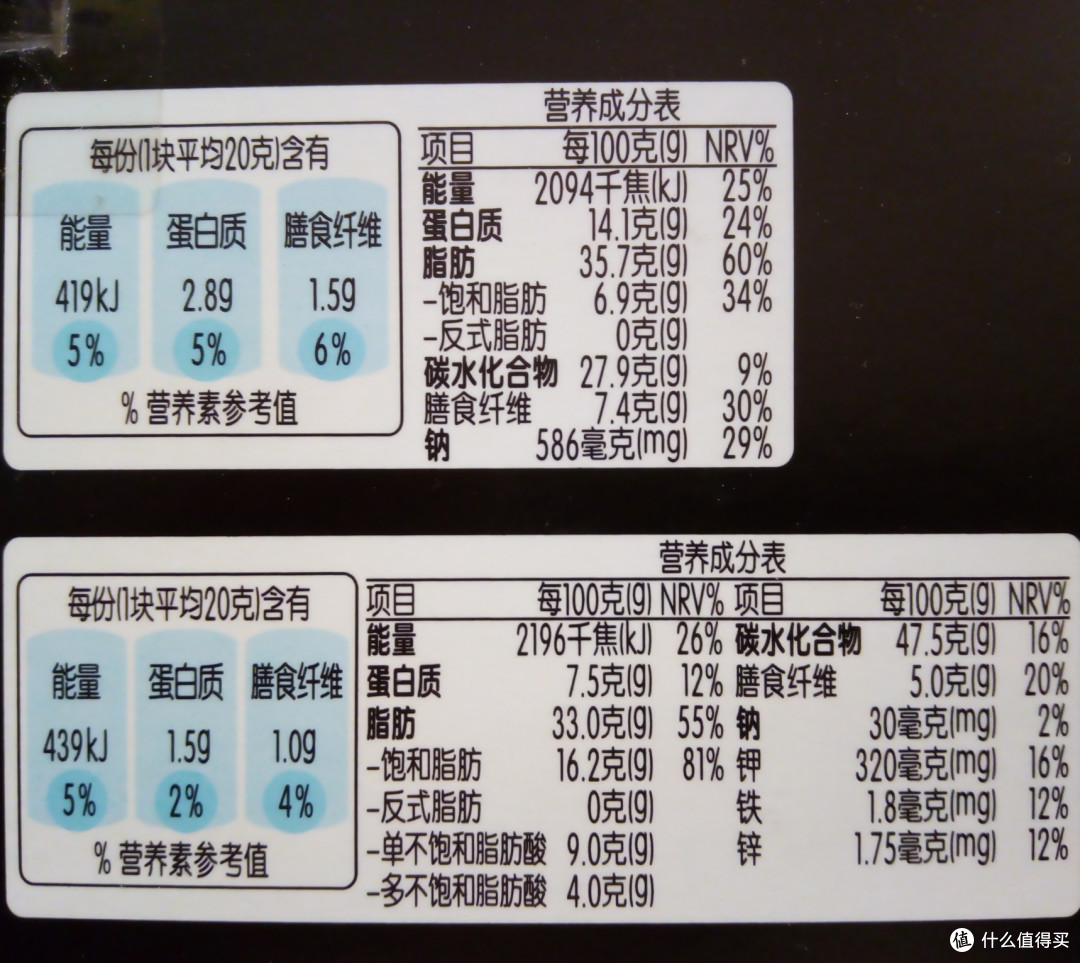 每份(1块平均20克)含有
能量 蛋白质 膳食纤维
419kJ 2.8g 1.5g
5% 5% 6%
% 营养素参考值
营养成分表
项目 每100克(g) NRV%
能量 2094千焦(kJ) 25%
蛋白质 14.1克(g) 24%
脂肪 35.7克(g) 60%
-饱和脂肪 6.9克(g) 34%
-反式脂肪 0克(g)
碳水化合物 27.9克(g) 9%
膳食纤维 7.4克(g) 30%
钠 586毫克(mg) 29%
每份(1块平均20克)含有
能量 蛋白质 膳食纤维
439kJ 1.5g 1.0g
5% 2% 4%
% 营养素参考值
营养成分表
项目 每100克(g) NRV% 项目 每100克(g) NRV%
能量 2196千焦(kJ) 26% 碳水化合物 47.5克(g) 16%
蛋白质 7.5克(g) 12% 膳食纤维 5.0克(g) 20%
脂肪 33.0克(g) 55% 钠 30毫克(mg) 2%
-饱和脂肪 16.2克(g) 81% 钾 320毫克(mg) 16%
-反式脂肪 0克(g) 铁 1.8毫克(mg) 12%
-单不饱和脂肪酸 9.0克(g) 锌 1.75毫克(mg) 12%
-多不饱和脂肪酸 4.0克(g)
值 什么值得买